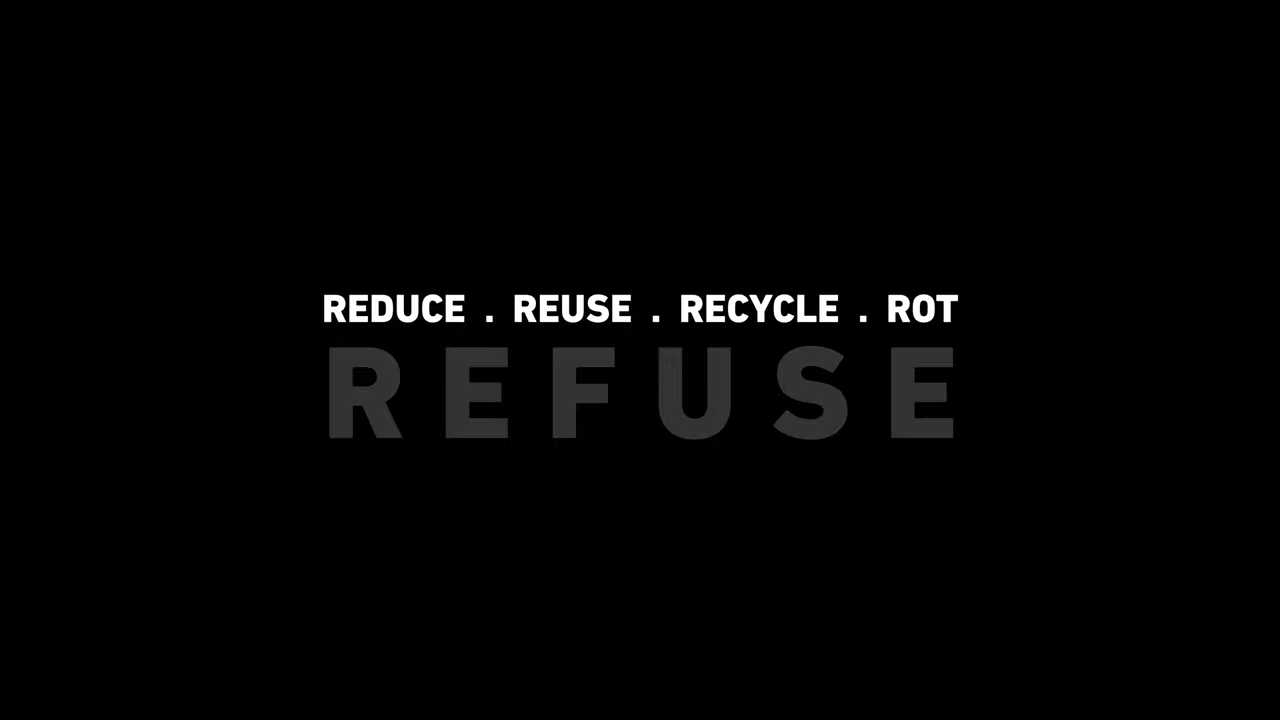 REDUCE . REUSE . RECYCLE . ROT
REFUSE